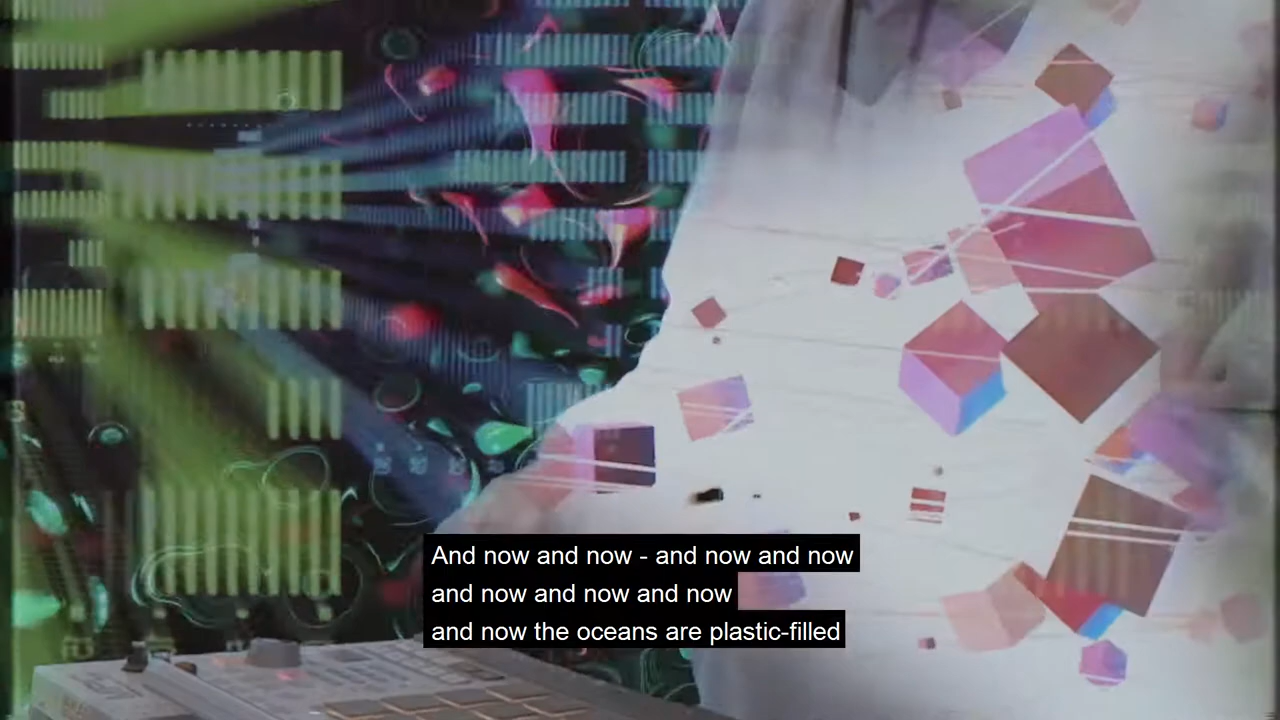 And now and now - and now and now
and now and now and now
and now the oceans are plastic-filled